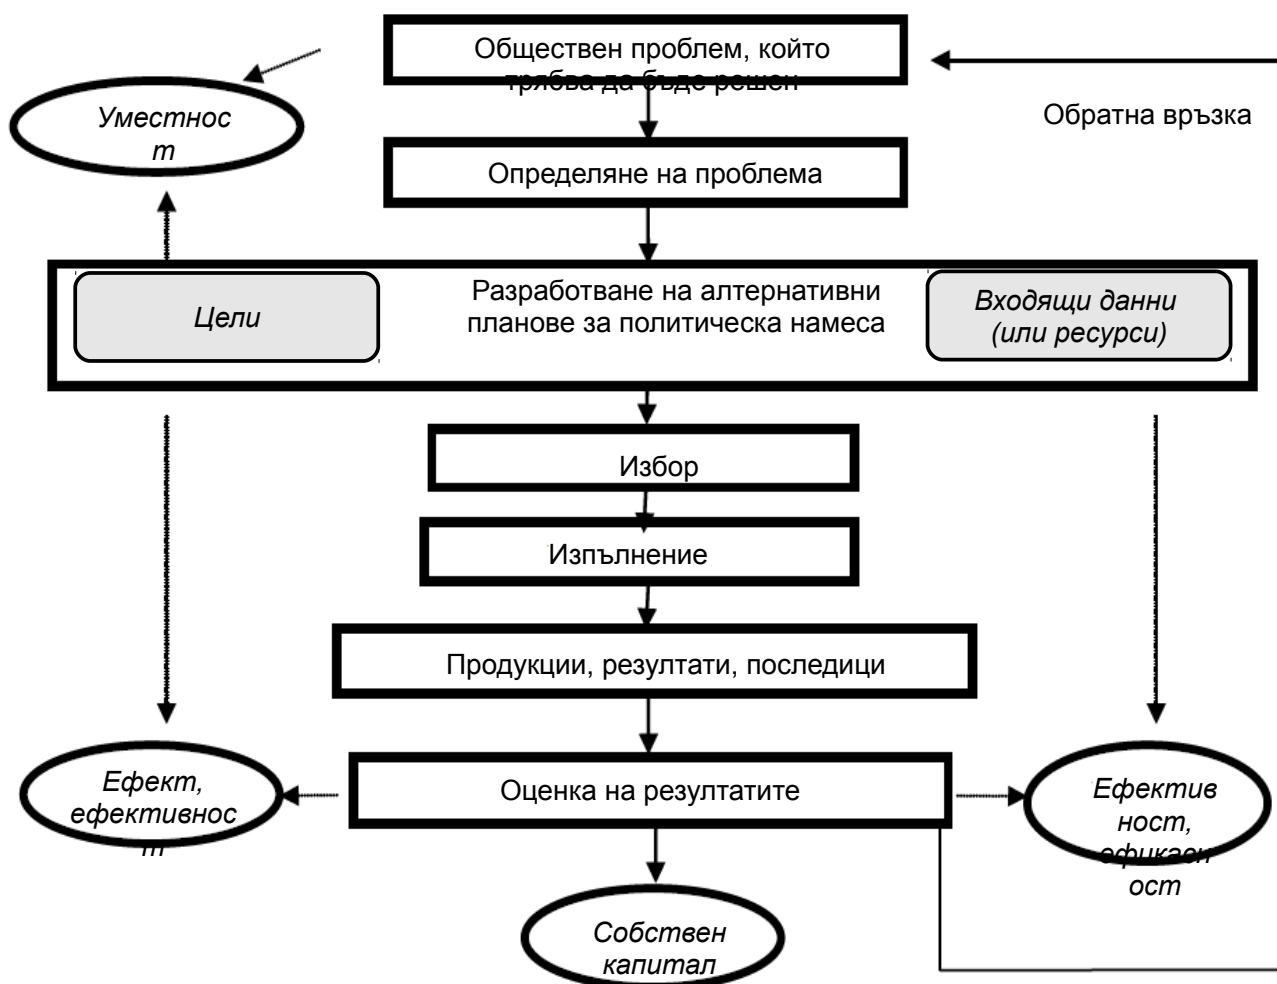 Обществен проблем, който
трябва да бъде решен
Обратна връзка
Уместнос
т
Определяне на проблема
Цели
Разработване на алтернативни
планове за политическа намеса
Входящи данни
(или ресурси)
Избор
Изпълнение
Продукции, резултати, последици
Ефект,
ефективнос
т
Оценка на резултатите
Ефектив
ност,
ефикасн
ост
Собствен
капитал